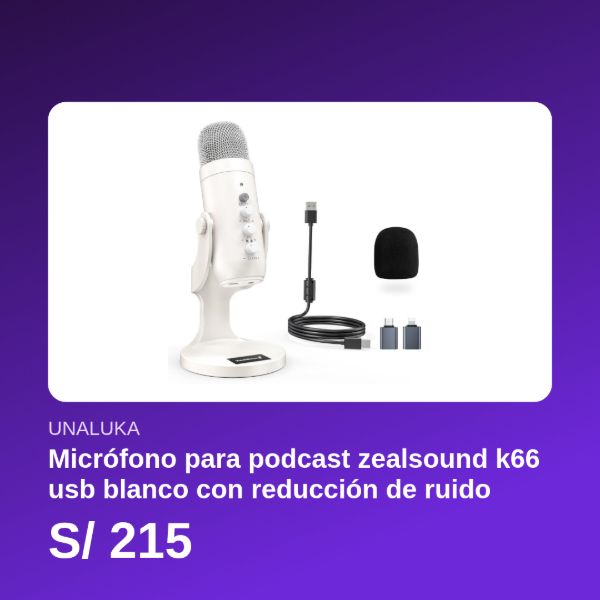 UNALUKA
Micrófono para podcast zealsound k66
usb blanco con reducción de ruido
S/ 215